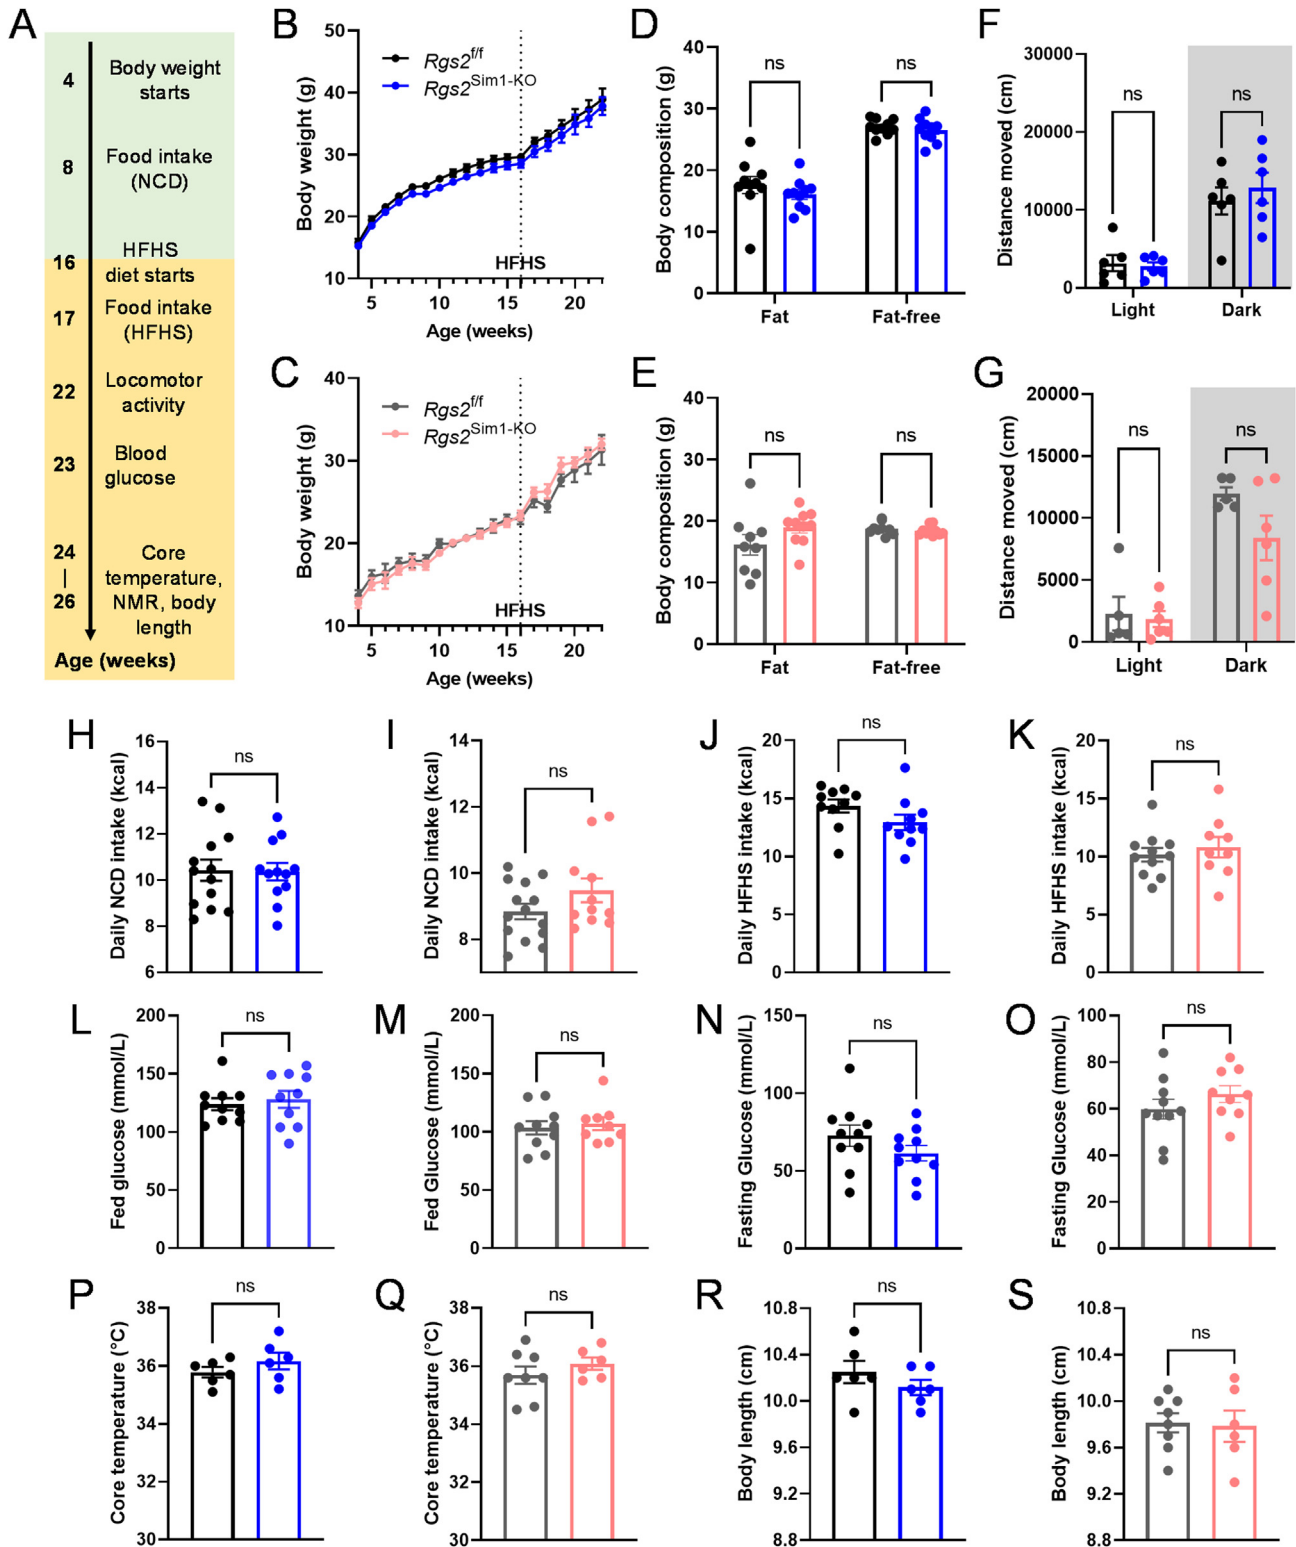 A
4
Body weight
starts
8
Food intake
(NCD)
16
HFHS
diet starts
17
Food intake
(HFHS)
22
Locomotor
activity
23
Blood
glucose
24
|
26
Core
temperature,
NMR, body
length
Age (weeks)
B
Body weight (g)
50
40
30
20
10
Rgs2f/f
Rgs2Sim1-KO
HFHS
5
10
15
20
Age (weeks)
C
Body weight (g)
40
30
20
10
Rgs2f/f
Rgs2Sim1-KO
HFHS
5
10
15
20
Age (weeks)
D
Body composition (g)
40
30
20
10
0
ns
ns
Fat
Fat-free
E
Body composition (g)
40
30
20
10
0
ns
ns
Fat
Fat-free
F
Distance moved (cm)
30000
20000
10000
0
ns
ns
Light
Dark
G
Distance moved (cm)
20000
15000
10000
5000
0
ns
ns
Light
Dark
H
Daily NCD intake (kcal)
16
14
12
10
8
6
ns
I
Daily NCD intake (kcal)
14
12
10
8
ns
J
Daily HFHS intake (kcal)
20
15
10
5
0
ns
K
Daily HFHS intake (kcal)
20
15
10
5
0
ns
L
Fed glucose (mmol/L)
200
150
100
50
0
ns
M
Fed Glucose (mmol/L)
200
150
100
50
0
ns
N
Fasting Glucose (mmol/L)
150
100
50
0
ns
O
Fasting Glucose (mmol/L)
100
80
60
40
20
0
ns
P
Core temperature (°C)
38
36
34
32
30
ns
Q
Core temperature (°C)
38
36
34
32
30
ns
R
Body length (cm)
10.8
10.4
10.0
9.6
9.2
8.8
ns
S
Body length (cm)
10.8
10.4
10.0
9.6
9.2
8.8
ns